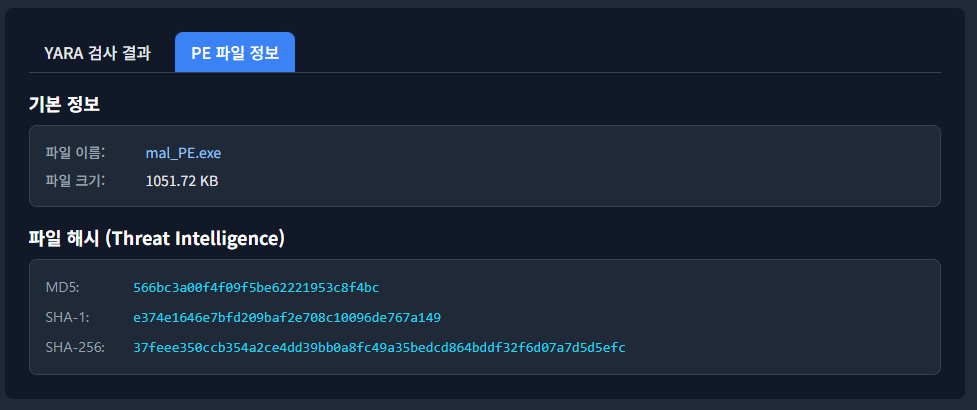 YARA 검사 결과 PE 파일 정보
기본 정보
파일 이름: mal_PE.exe
파일 크기: 1051.72 KB
파일 해시 (Threat Intelligence)
MD5: 566bc3a00f4f09f5be62221953c8f4bc
SHA-1: e374e1646e7bfd209baf2e708c10096de767a149
SHA-256: 37feee350ccb354a2ce4dd39bb0a8fc49a35bedcd864bddf32f6d07a7d5d5efc